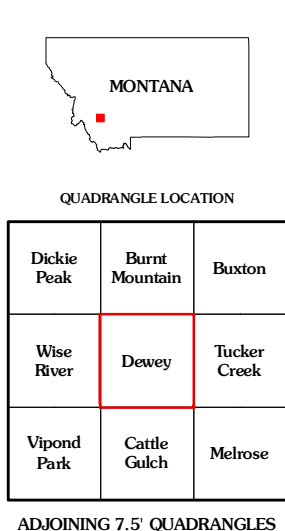 MONTANA
QUADRANGLE LOCATION
Dickie
Peak
Burnt
Mountain
Buxton
Wise
River
Dewey
Tucker
Creek
Vipond
Park
Cattle
Gulch
Melrose
ADJOINING 7.5' QUADRANGLES